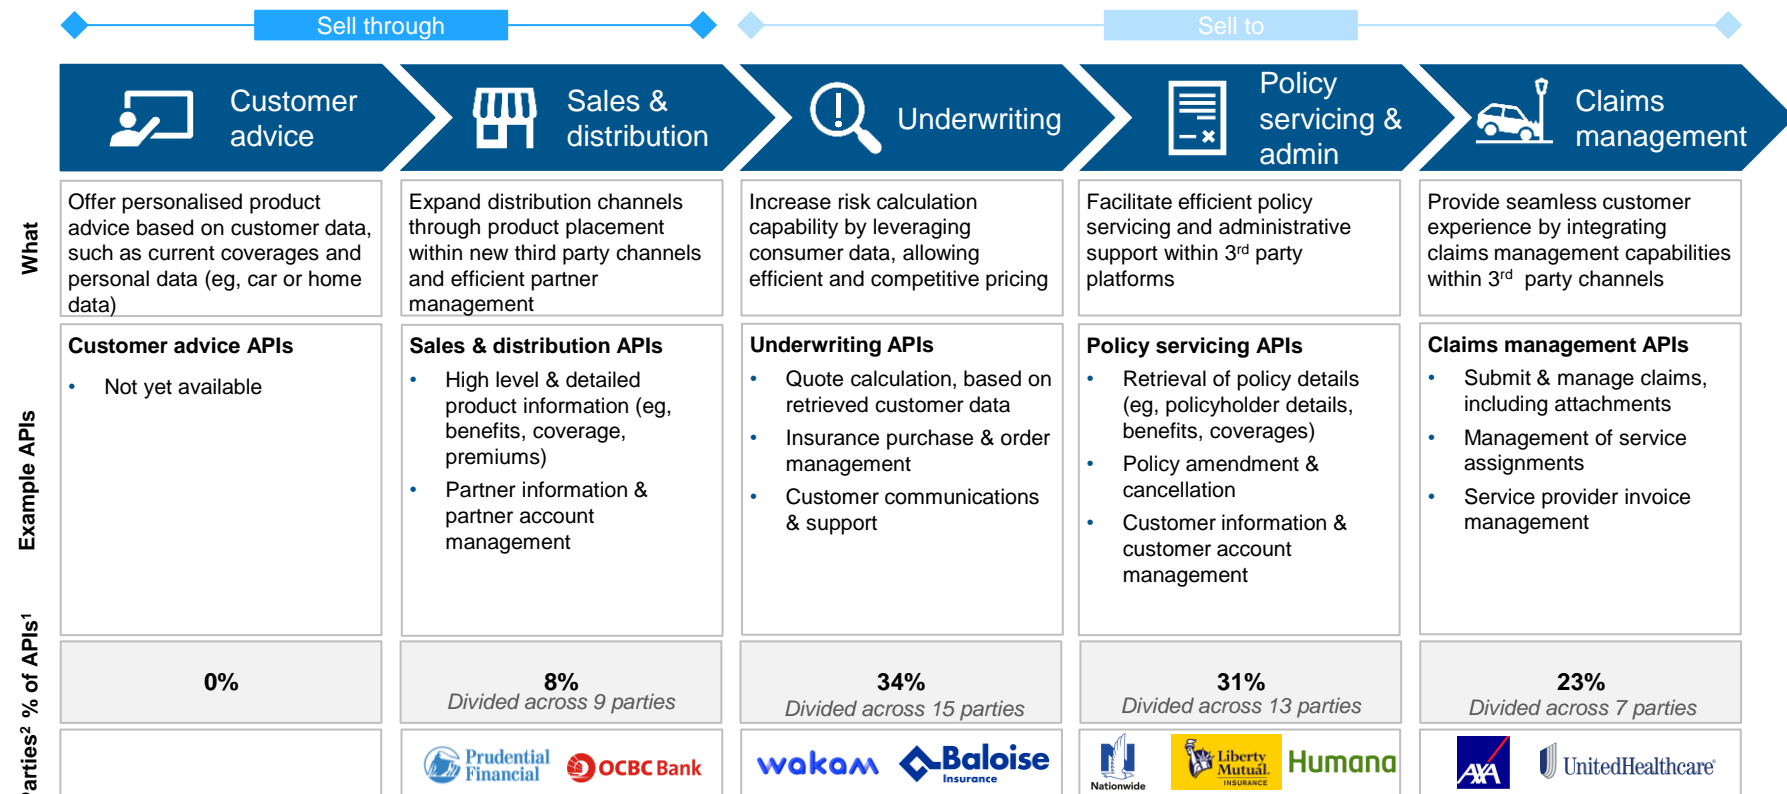 Sell through
Sell to
Customer
advice
Sales &
distribution
Underwriting
Policy
servicing &
admin
Claims
management
What
Offer personalised product
advice based on customer data,
such as current coverages and
personal data (eg, car or home
data)
Expand distribution channels
through product placement
within new third party channels
and efficient partner
management
Increase risk calculation
capability by leveraging
consumer data, allowing
efficient and competitive pricing
Facilitate efficient policy
servicing and administrative
support within 3rd party
platforms
Provide seamless customer
experience by integrating
claims management capabilities
within 3rd party channels
Example APIs
Customer advice APIs
• Not yet available
Sales & distribution APIs
• High level & detailed
product information (eg,
benefits, coverage,
premiums)
• Partner information &
partner account
management
Underwriting APIs
• Quote calculation, based on
retrieved customer data
• Insurance purchase & order
management
• Customer communications
& support
Policy servicing APIs
• Retrieval of policy details
(eg, policyholder details,
benefits, coverages)
• Policy amendment &
cancellation
• Customer information &
customer account
management
Claims management APIs
• Submit & manage claims,
including attachments
• Management of service
assignments
• Service provider invoice
management
% of APIs¹
0%
8%
Divided across 9 parties
34%
Divided across 15 parties
31%
Divided across 13 parties
23%
Divided across 7 parties
Parties²
Prudential
Financial
OCBC Bank
wakam
Baloise
Insurance
Nationwide
Liberty
Mutual.
INSURANCE
Humana
AXA
UnitedHealthcare®